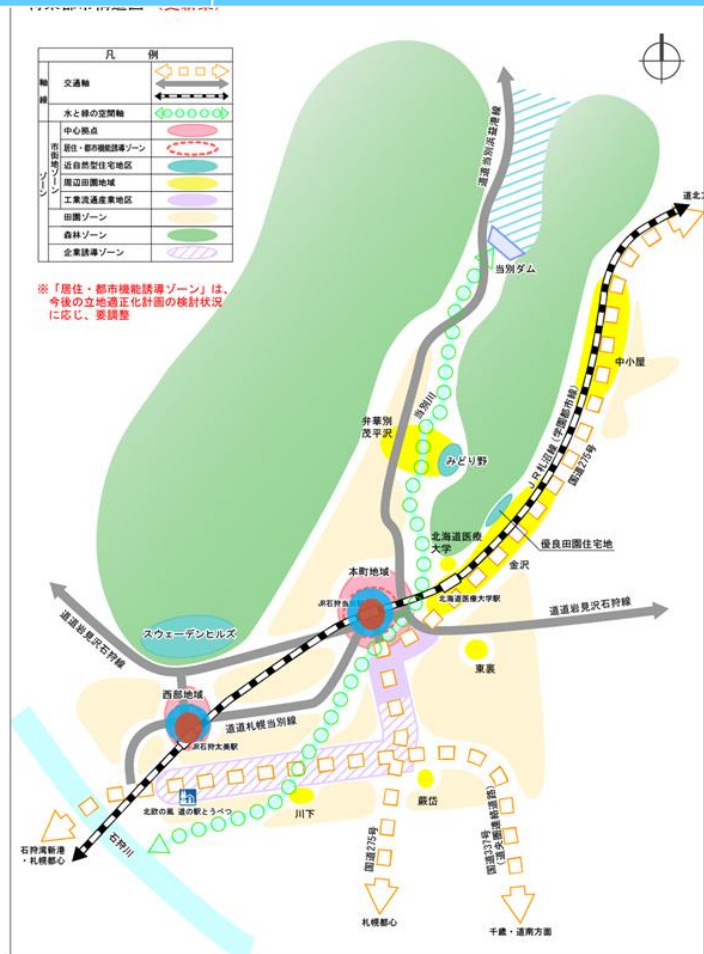 凡 例
軸線
交通軸
水と緑の空間軸
ゾーン
市街地ゾーン
中心拠点
居住・都市機能誘導ゾーン
近自然型住宅地区
周辺田園地域
工業流通産業地区
田園ゾーン
森林ゾーン
企業誘導ゾーン
※「居住・都市機能誘導ゾーン」は、
今後の立地適正化計画の検討状況
に応じ、要調整
道道当別浜益港線
道北方
当別ダム
中小屋
当別川
弁華別
茂平沢
みどり野
JR札沼線(学園都市線)
国道275号
優良田園住宅地
北海道医療
大学
金沢
本町地域
北海道医療大学駅
道道岩見沢石狩線
道道岩見沢石狩線
スウェーデンヒルズ
東裏
西部地域
道道札幌当別線
JR石狩太美駅
北欧の風 道の駅とうべつ
川下
蕨岱
石狩川
石狩湾新港
・札幌都心
国道275号
国道337号
(道央圏連絡道路)
札幌都心
千歳・道南方面